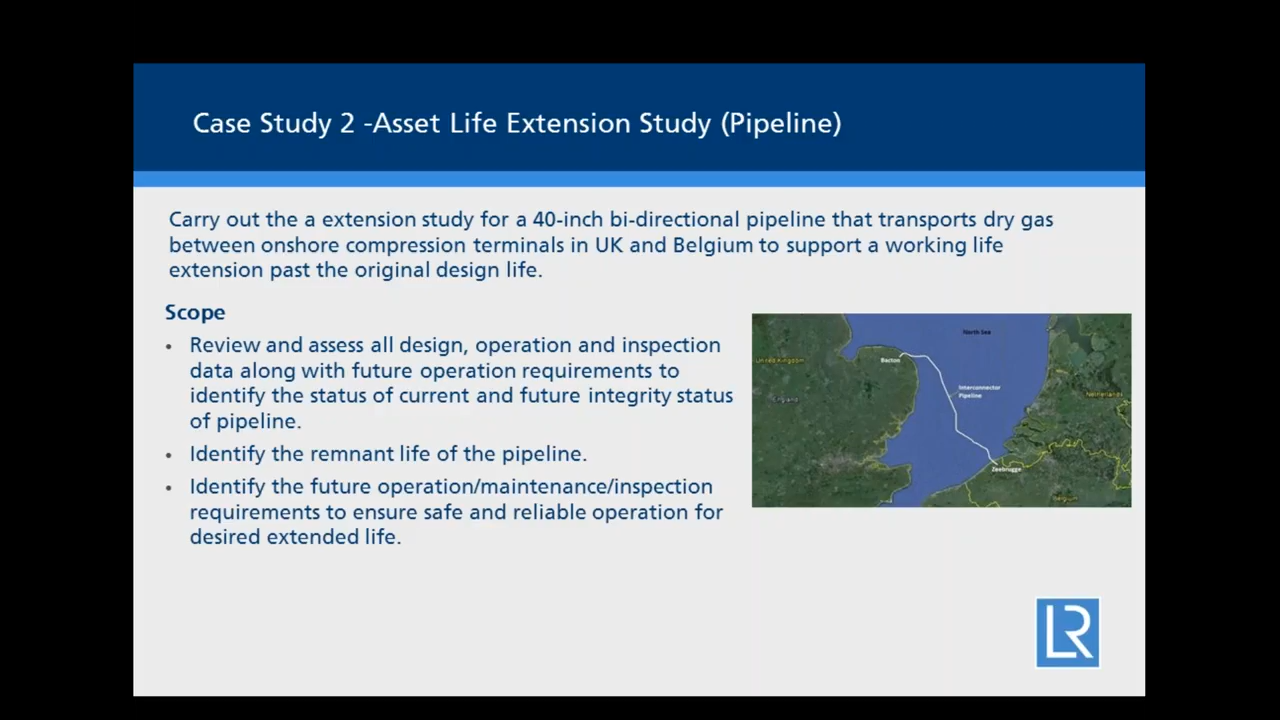 Case Study 2 -Asset Life Extension Study (Pipeline)
Carry out the a extension study for a 40-inch bi-directional pipeline that transports dry gas
between onshore compression terminals in UK and Belgium to support a working life
extension past the original design life.
Scope
• Review and assess all design, operation and inspection
data along with future operation requirements to
identify the status of current and future integrity status
of pipeline.
• Identify the remnant life of the pipeline.
• Identify the future operation/maintenance/inspection
requirements to ensure safe and reliable operation for
desired extended life.
North Sea
United Kingdom
Bacton
Interconnector
Pipeline
England
Netherlands
Zeebrugge
Belgium
LR